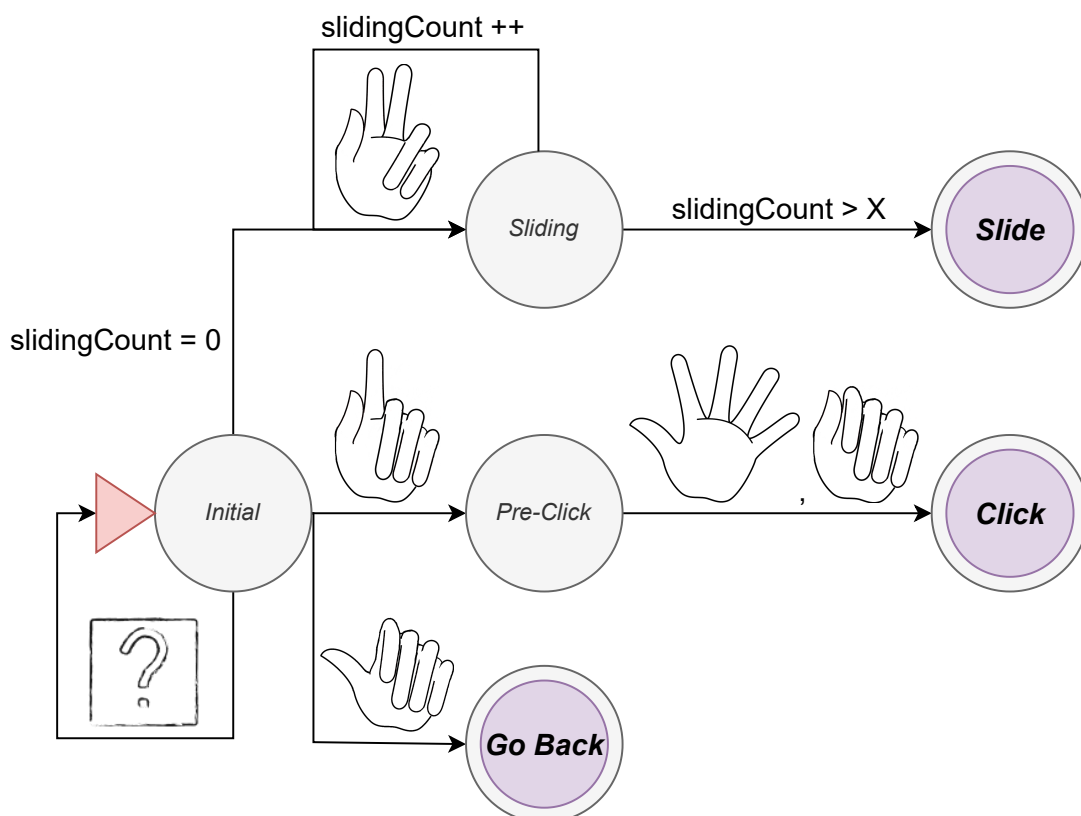 slidingCount ++
Sliding
slidingCount > X
Slide
slidingCount = 0
Initial
Pre-Click
,
Click
?
Go Back